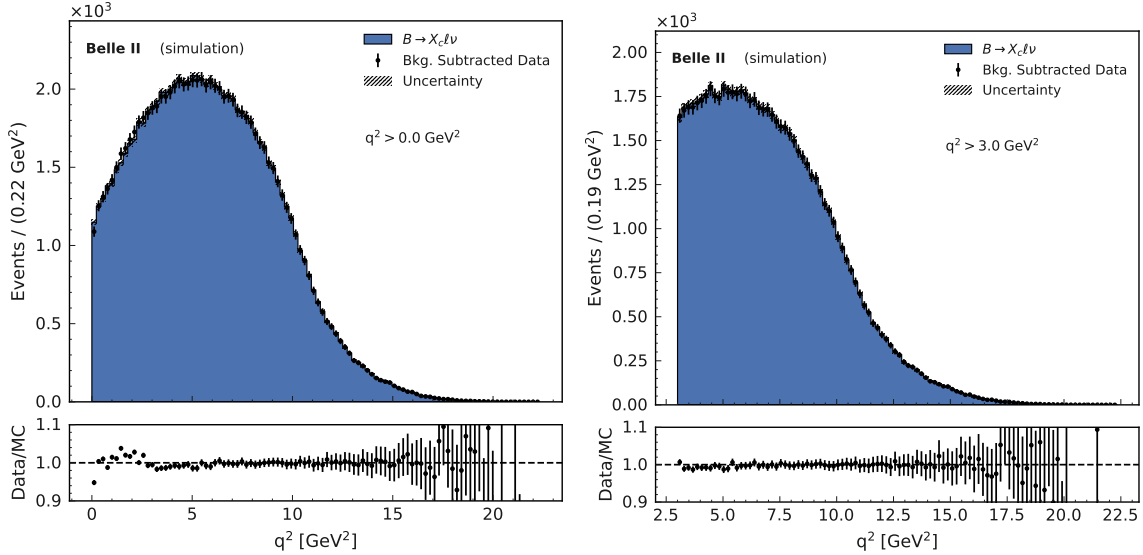 ×10³
Belle II (simulation)
B → X_cℓν
Bkg. Subtracted Data
Uncertainty
q² > 0.0 GeV²
Events / (0.22 GeV²)
2.0
1.5
1.0
0.5
0.0
Data/MC
1.1
1.0
0.9
0 5 10 15 20
q² [GeV²]
×10³
Belle II (simulation)
B → X_cℓν
Bkg. Subtracted Data
Uncertainty
q² > 3.0 GeV²
Events / (0.19 GeV²)
2.00
1.75
1.50
1.25
1.00
0.75
0.50
0.25
0.00
Data/MC
1.1
1.0
0.9
2.5 5.0 7.5 10.0 12.5 15.0 17.5 20.0 22.5
q² [GeV²]